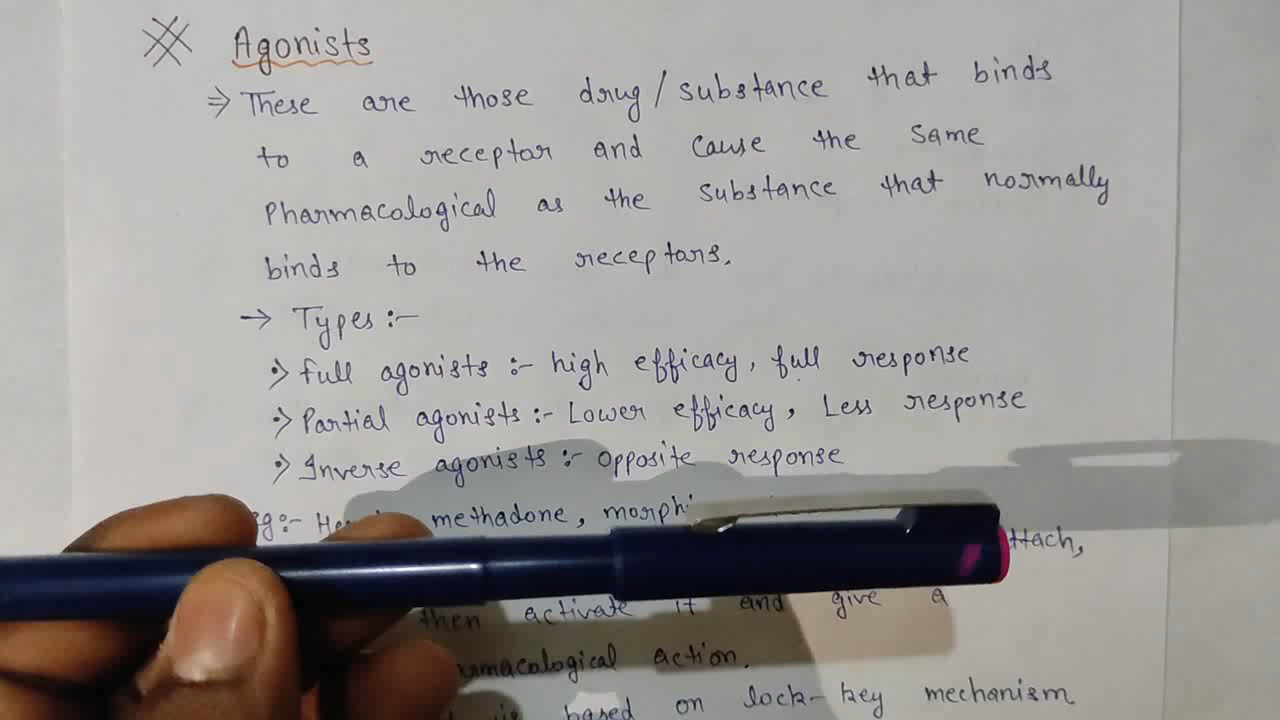 Agonists
⇒ These are those drug/substance that binds
to a receptor and cause the same
Pharmacological as the substance that normally
binds to the receptors.
→ Types:-
full agonists :- high efficacy, full response
Partial agonists :- Lower efficacy, Less response
Inverse agonists :- opposite response
methadone,
then activate it and give a
action.
based on lock-key mechanism